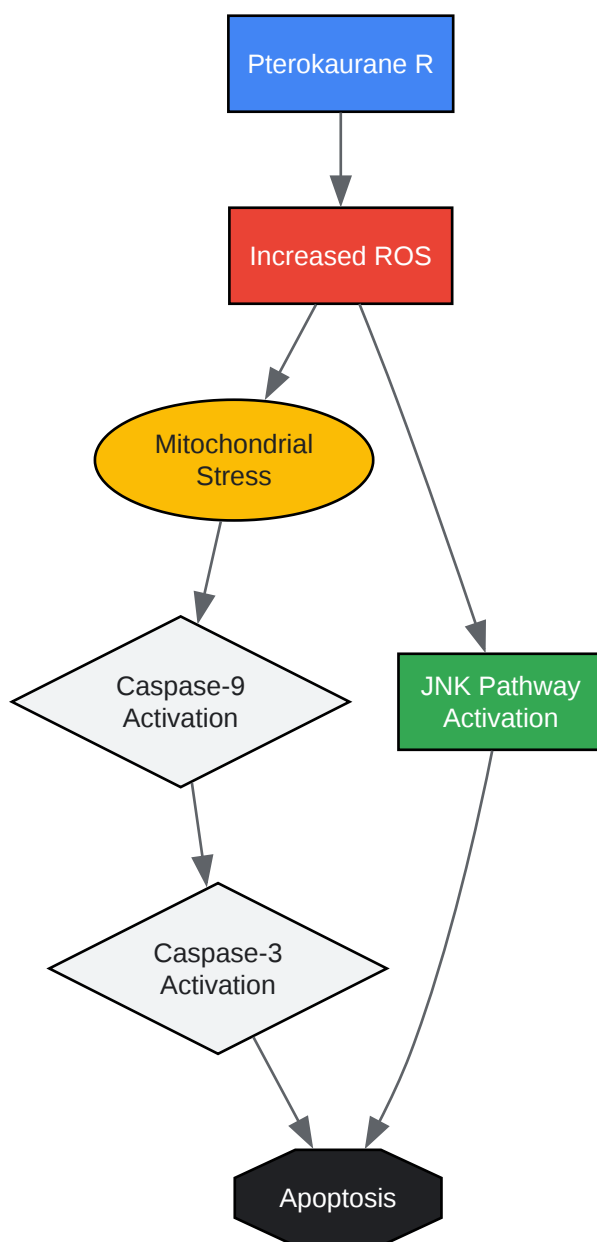 Pterokaurane R
Increased ROS
Mitochondrial
Stress
Caspase-9
Activation
JNK Pathway
Activation
Caspase-3
Activation
Apoptosis